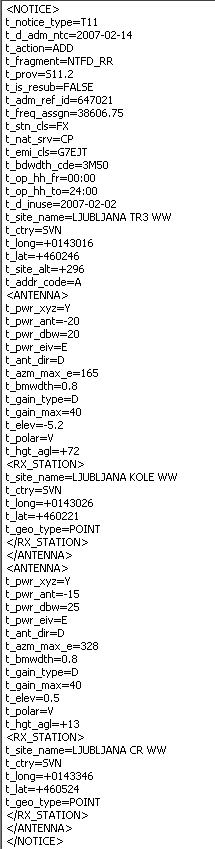 <NOTICE>
t_notice_type=T11
t_d_adm_ntc=2007-02-14
t_action=ADD
t_fragment=NTFD_RR
t_prov=S11.2
t_is_resub=FALSE
t_adm_ref_id=647021
t_freq_assgn=38606.75
t_stn_cls=FX
t_nat_srv=CP
t_emi_cls=G7EJT
t_bdwdth_cde=3M50
t_op_hh_fr=00:00
t_op_hh_to=24:00
t_d_inuse=2007-02-02
t_site_name=LJUBLJANA TR3 WW
t_ctry=SVN
t_long=+0143016
t_lat=+460246
t_site_alt=+296
t_addr_code=A
<ANTENNA>
t_pwr_xyz=Y
t_pwr_ant=-20
t_pwr_dbw=20
t_pwr_eiv=E
t_ant_dir=D
t_azm_max_e=165
t_bmwdth=0.8
t_gain_type=D
t_gain_max=40
t_elev=-5.2
t_polar=V
t_hgt_agl=+72
<RX_STATION>
t_site_name=LJUBLJANA KOLE WW
t_ctry=SVN
t_long=+0143026
t_lat=+460221
t_geo_type=POINT
</RX_STATION>
</ANTENNA>
<ANTENNA>
t_pwr_xyz=Y
t_pwr_ant=-15
t_pwr_dbw=25
t_pwr_eiv=E
t_ant_dir=D
t_azm_max_e=328
t_bmwdth=0.8
t_gain_type=D
t_gain_max=40
t_elev=0.5
t_polar=V
t_hgt_agl=+13
<RX_STATION>
t_site_name=LJUBLJANA CR WW
t_ctry=SVN
t_long=+0143346
t_lat=+460524
t_geo_type=POINT
</RX_STATION>
</ANTENNA>
</NOTICE>